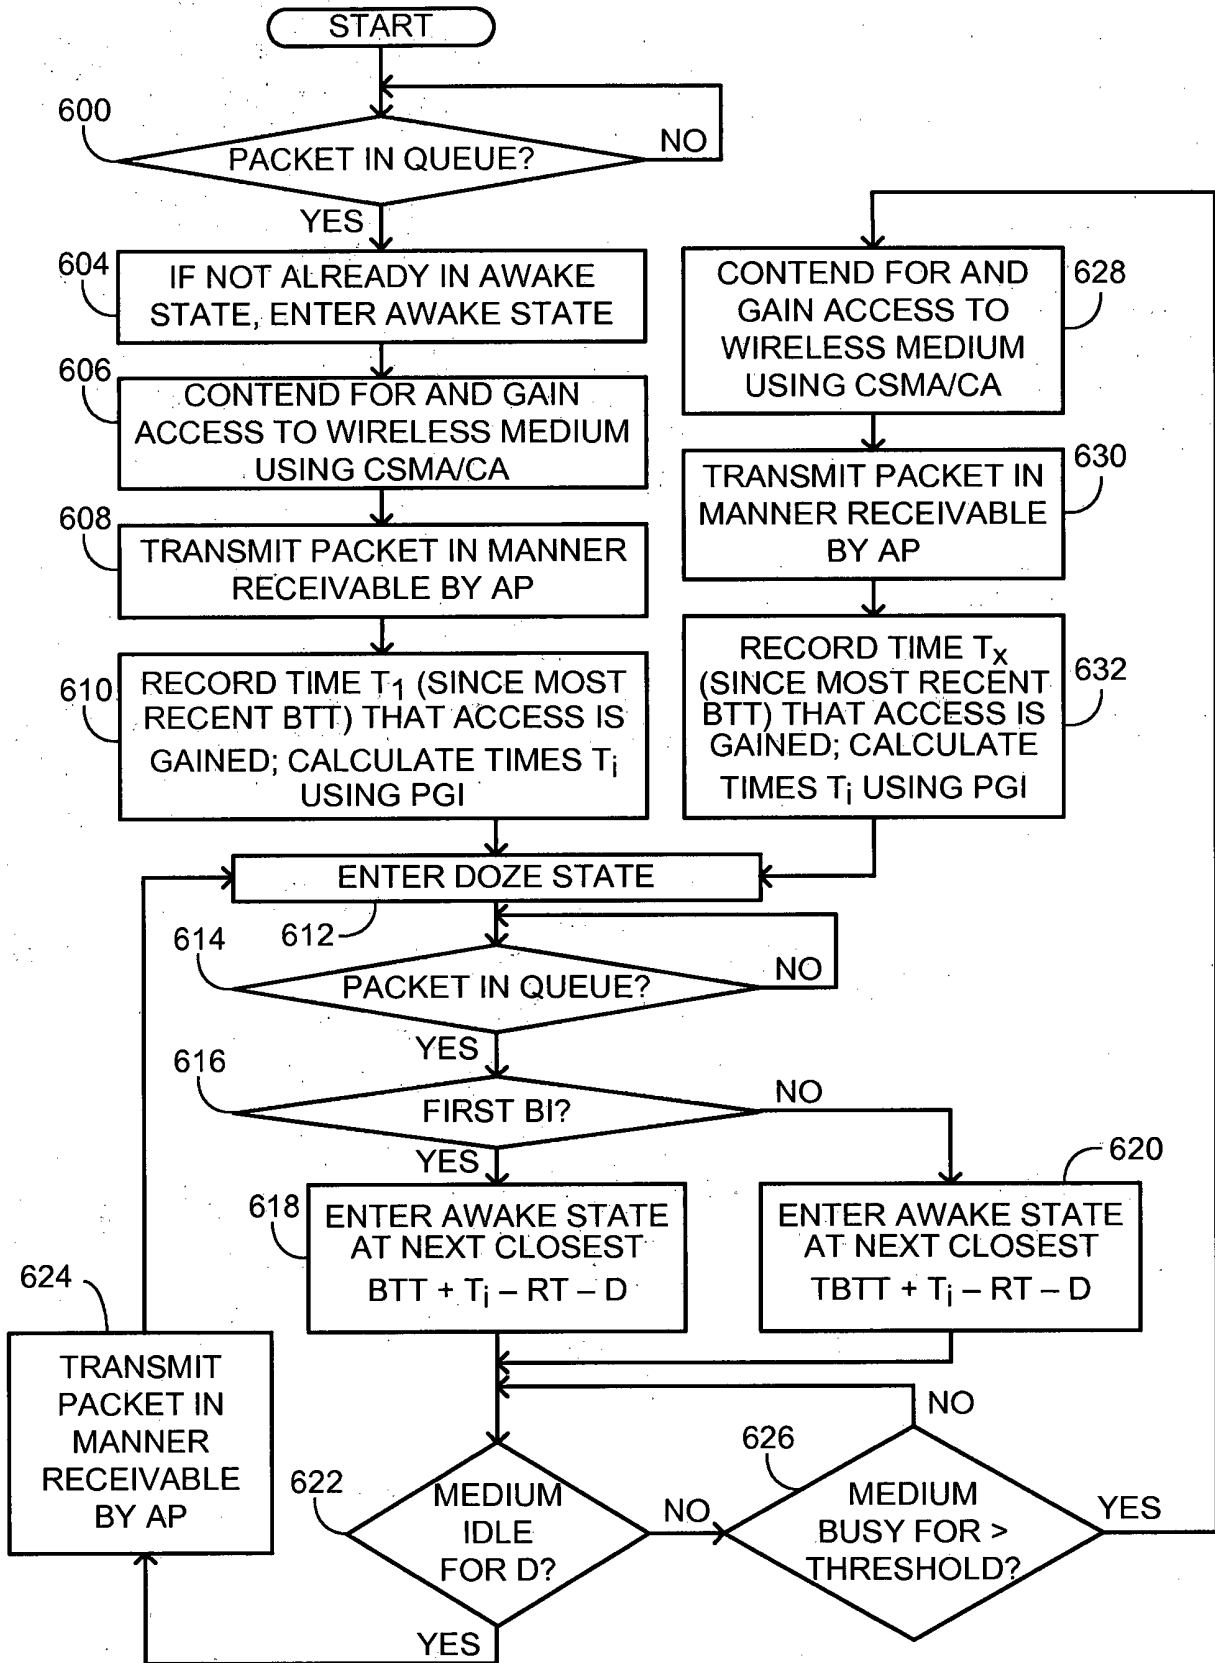 START
600
PACKET IN QUEUE?
NO
YES
604
IF NOT ALREADY IN AWAKE
STATE, ENTER AWAKE STATE
606
CONTEND FOR AND GAIN
ACCESS TO WIRELESS MEDIUM
USING CSMA/CA
608
TRANSMIT PACKET IN MANNER
RECEIVABLE BY AP
610
RECORD TIME T1 (SINCE MOST
RECENT BTT) THAT ACCESS IS
GAINED; CALCULATE TIMES Ti
USING PGI
628
CONTEND FOR AND
GAIN ACCESS TO
WIRELESS MEDIUM
USING CSMA/CA
630
TRANSMIT PACKET IN
MANNER RECEIVABLE
BY AP
632
RECORD TIME Tx
(SINCE MOST RECENT
BTT) THAT ACCESS IS
GAINED; CALCULATE
TIMES Ti USING PGI
ENTER DOZE STATE
612
614
PACKET IN QUEUE?
NO
YES
616
FIRST BI?
NO
YES
618
ENTER AWAKE STATE
AT NEXT CLOSEST
BTT + Ti – RT – D
620
ENTER AWAKE STATE
AT NEXT CLOSEST
TBTT + Ti – RT – D
624
TRANSMIT
PACKET IN
MANNER
RECEIVABLE
BY AP
622
MEDIUM
IDLE
FOR D?
NO
YES
626
MEDIUM
BUSY FOR >
THRESHOLD?
NO
YES